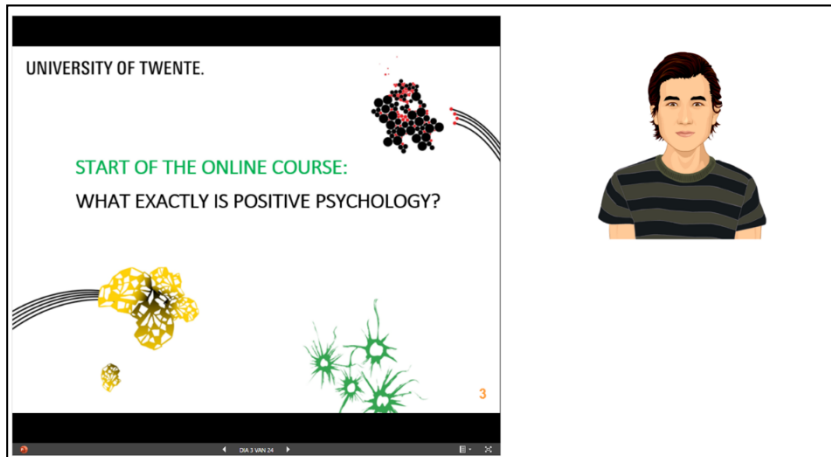 UNIVERSITY OF TWENTE.
START OF THE ONLINE COURSE:
WHAT EXACTLY IS POSITIVE PSYCHOLOGY?
3
DIA 3 VAN 24